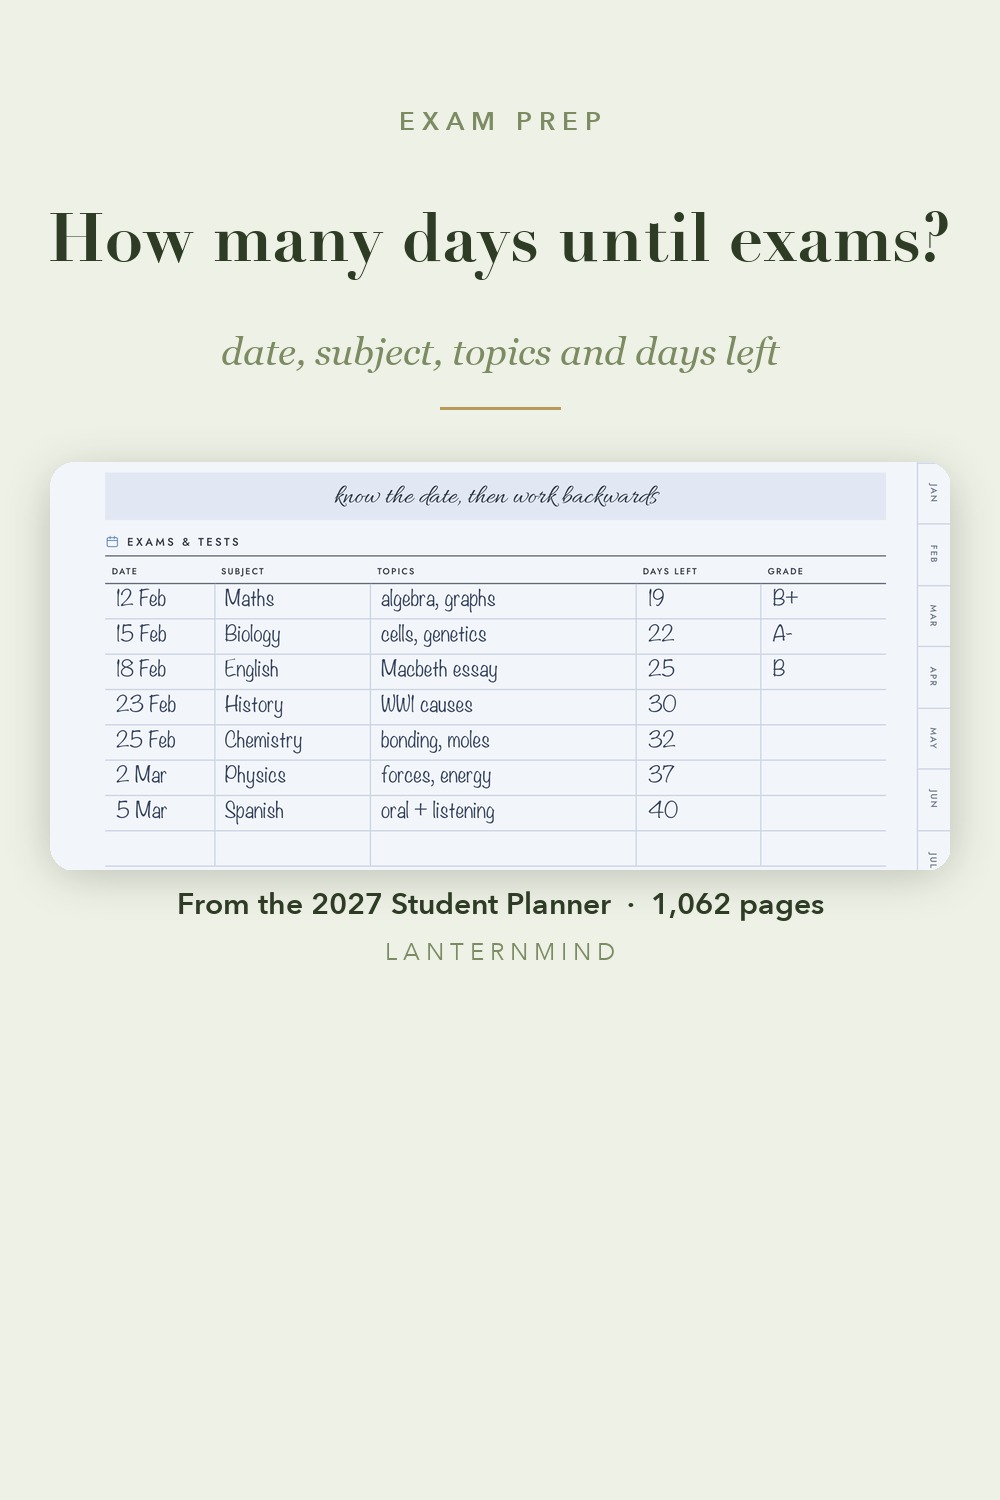 EXAM PREP
How many days until exams?
date, subject, topics and days left
know the date, then work backwards
EXAMS & TESTS
DATE SUBJECT TOPICS DAYS LEFT GRADE
12 Feb Maths algebra, graphs 19 B+
15 Feb Biology cells, genetics 22 A-
18 Feb English Macbeth essay 25 B
23 Feb History WW1 causes 30
25 Feb Chemistry bonding, moles 32
2 Mar Physics forces, energy 37
5 Mar Spanish oral + listening 40
JAN
FEB
MAR
APR
MAY
JUN
JUL
From the 2027 Student Planner · 1,062 pages
LANTERNMIND